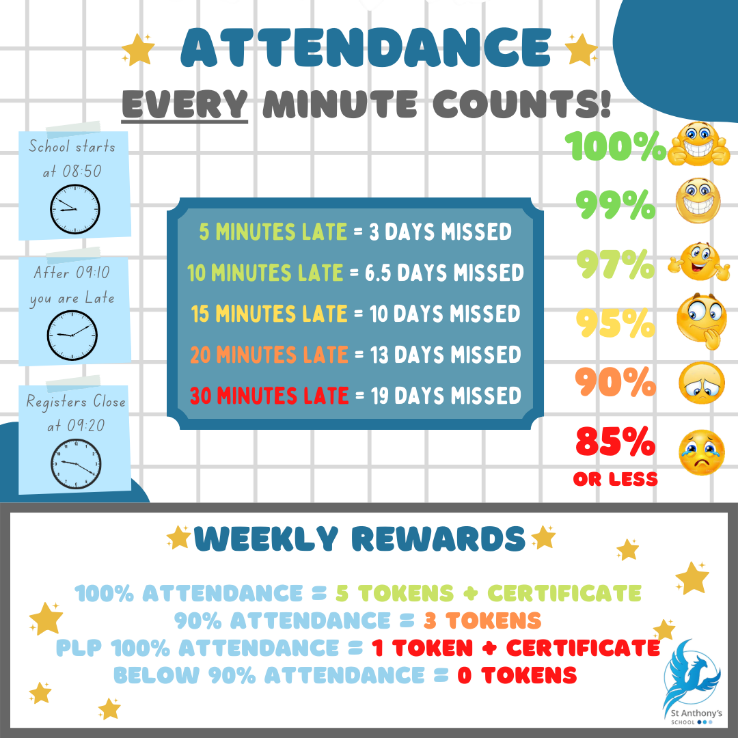 ATTENDANCE
EVERY MINUTE COUNTS!
School starts
at 08:50
After 09:10
you are Late
Registers Close
at 09:20
5 MINUTES LATE = 3 DAYS MISSED
10 MINUTES LATE = 6.5 DAYS MISSED
15 MINUTES LATE = 10 DAYS MISSED
20 MINUTES LATE = 13 DAYS MISSED
30 MINUTES LATE = 19 DAYS MISSED
100%
99%
97%
95%
90%
85%
OR LESS
WEEKLY REWARDS
100% ATTENDANCE = 5 TOKENS + CERTIFICATE
90% ATTENDANCE = 3 TOKENS
PLP 100% ATTENDANCE = 1 TOKEN + CERTIFICATE
BELOW 90% ATTENDANCE = 0 TOKENS
St Anthony's
SCHOOL